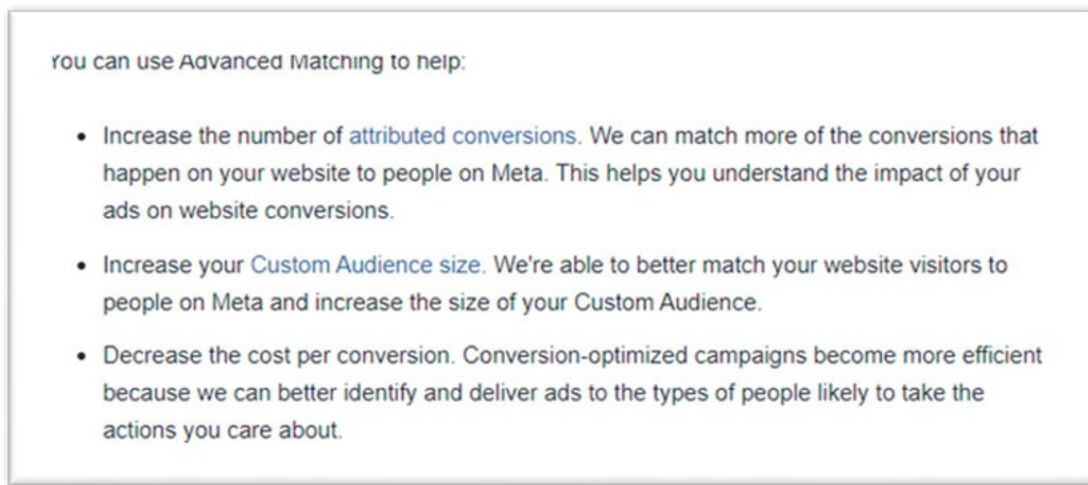 You can use Advanced Matching to help:
• Increase the number of attributed conversions. We can match more of the conversions that
happen on your website to people on Meta. This helps you understand the impact of your
ads on website conversions.
• Increase your Custom Audience size. We're able to better match your website visitors to
people on Meta and increase the size of your Custom Audience.
• Decrease the cost per conversion. Conversion-optimized campaigns become more efficient
because we can better identify and deliver ads to the types of people likely to take the
actions you care about.